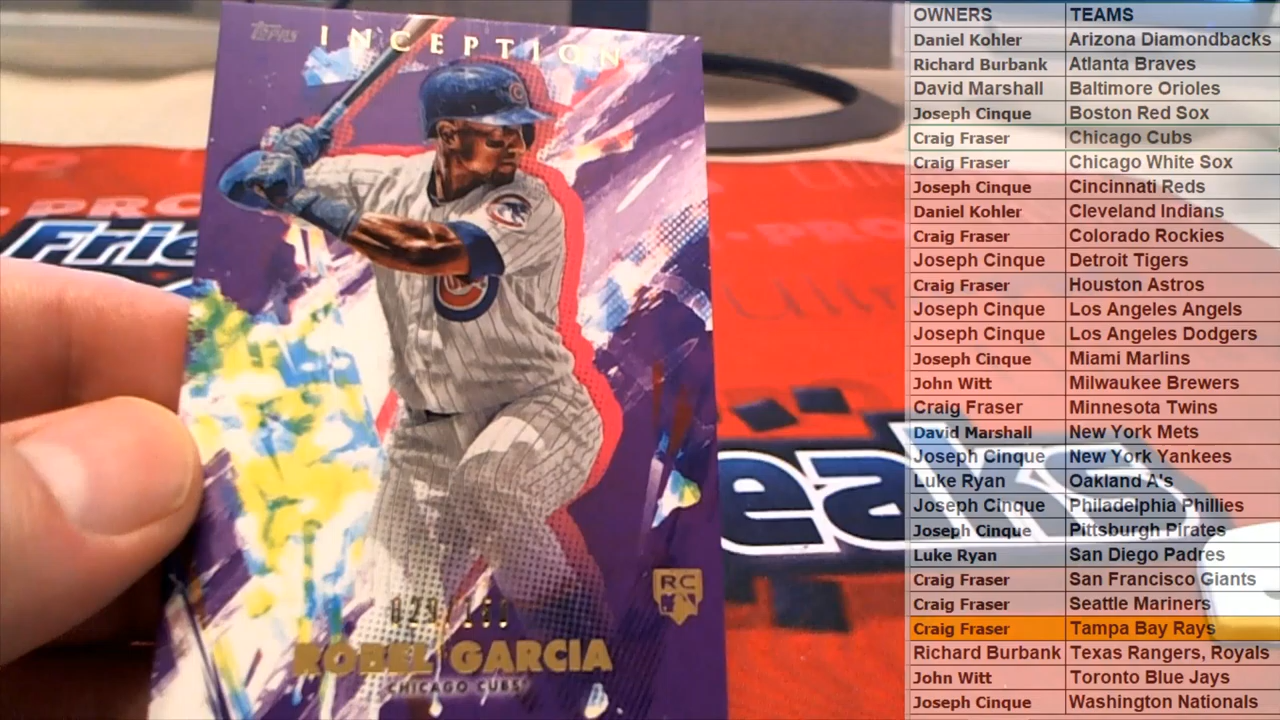 Topps
INCEPTION
C
C
RC
ROBEL GARCIA
CHICAGO CUBS
PRO
Frie
eaks
OWNERS TEAMS
Daniel Kohler Arizona Diamondbacks
Richard Burbank Atlanta Braves
David Marshall Baltimore Orioles
Joseph Cinque Boston Red Sox
Craig Fraser Chicago Cubs
Craig Fraser Chicago White Sox
Joseph Cinque Cincinnati Reds
Daniel Kohler Cleveland Indians
Craig Fraser Colorado Rockies
Joseph Cinque Detroit Tigers
Craig Fraser Houston Astros
Joseph Cinque Los Angeles Angels
Joseph Cinque Los Angeles Dodgers
Joseph Cinque Miami Marlins
John Witt Milwaukee Brewers
Craig Fraser Minnesota Twins
David Marshall New York Mets
Joseph Cinque New York Yankees
Luke Ryan Oakland A's
Joseph Cinque Philadelphia Phillies
Joseph Cinque Pittsburgh Pirates
Luke Ryan San Diego Padres
Craig Fraser San Francisco Giants
Craig Fraser Seattle Mariners
Craig Fraser Tampa Bay Rays
Richard Burbank Texas Rangers, Royals
John Witt Toronto Blue Jays
Joseph Cinque Washington Nationals